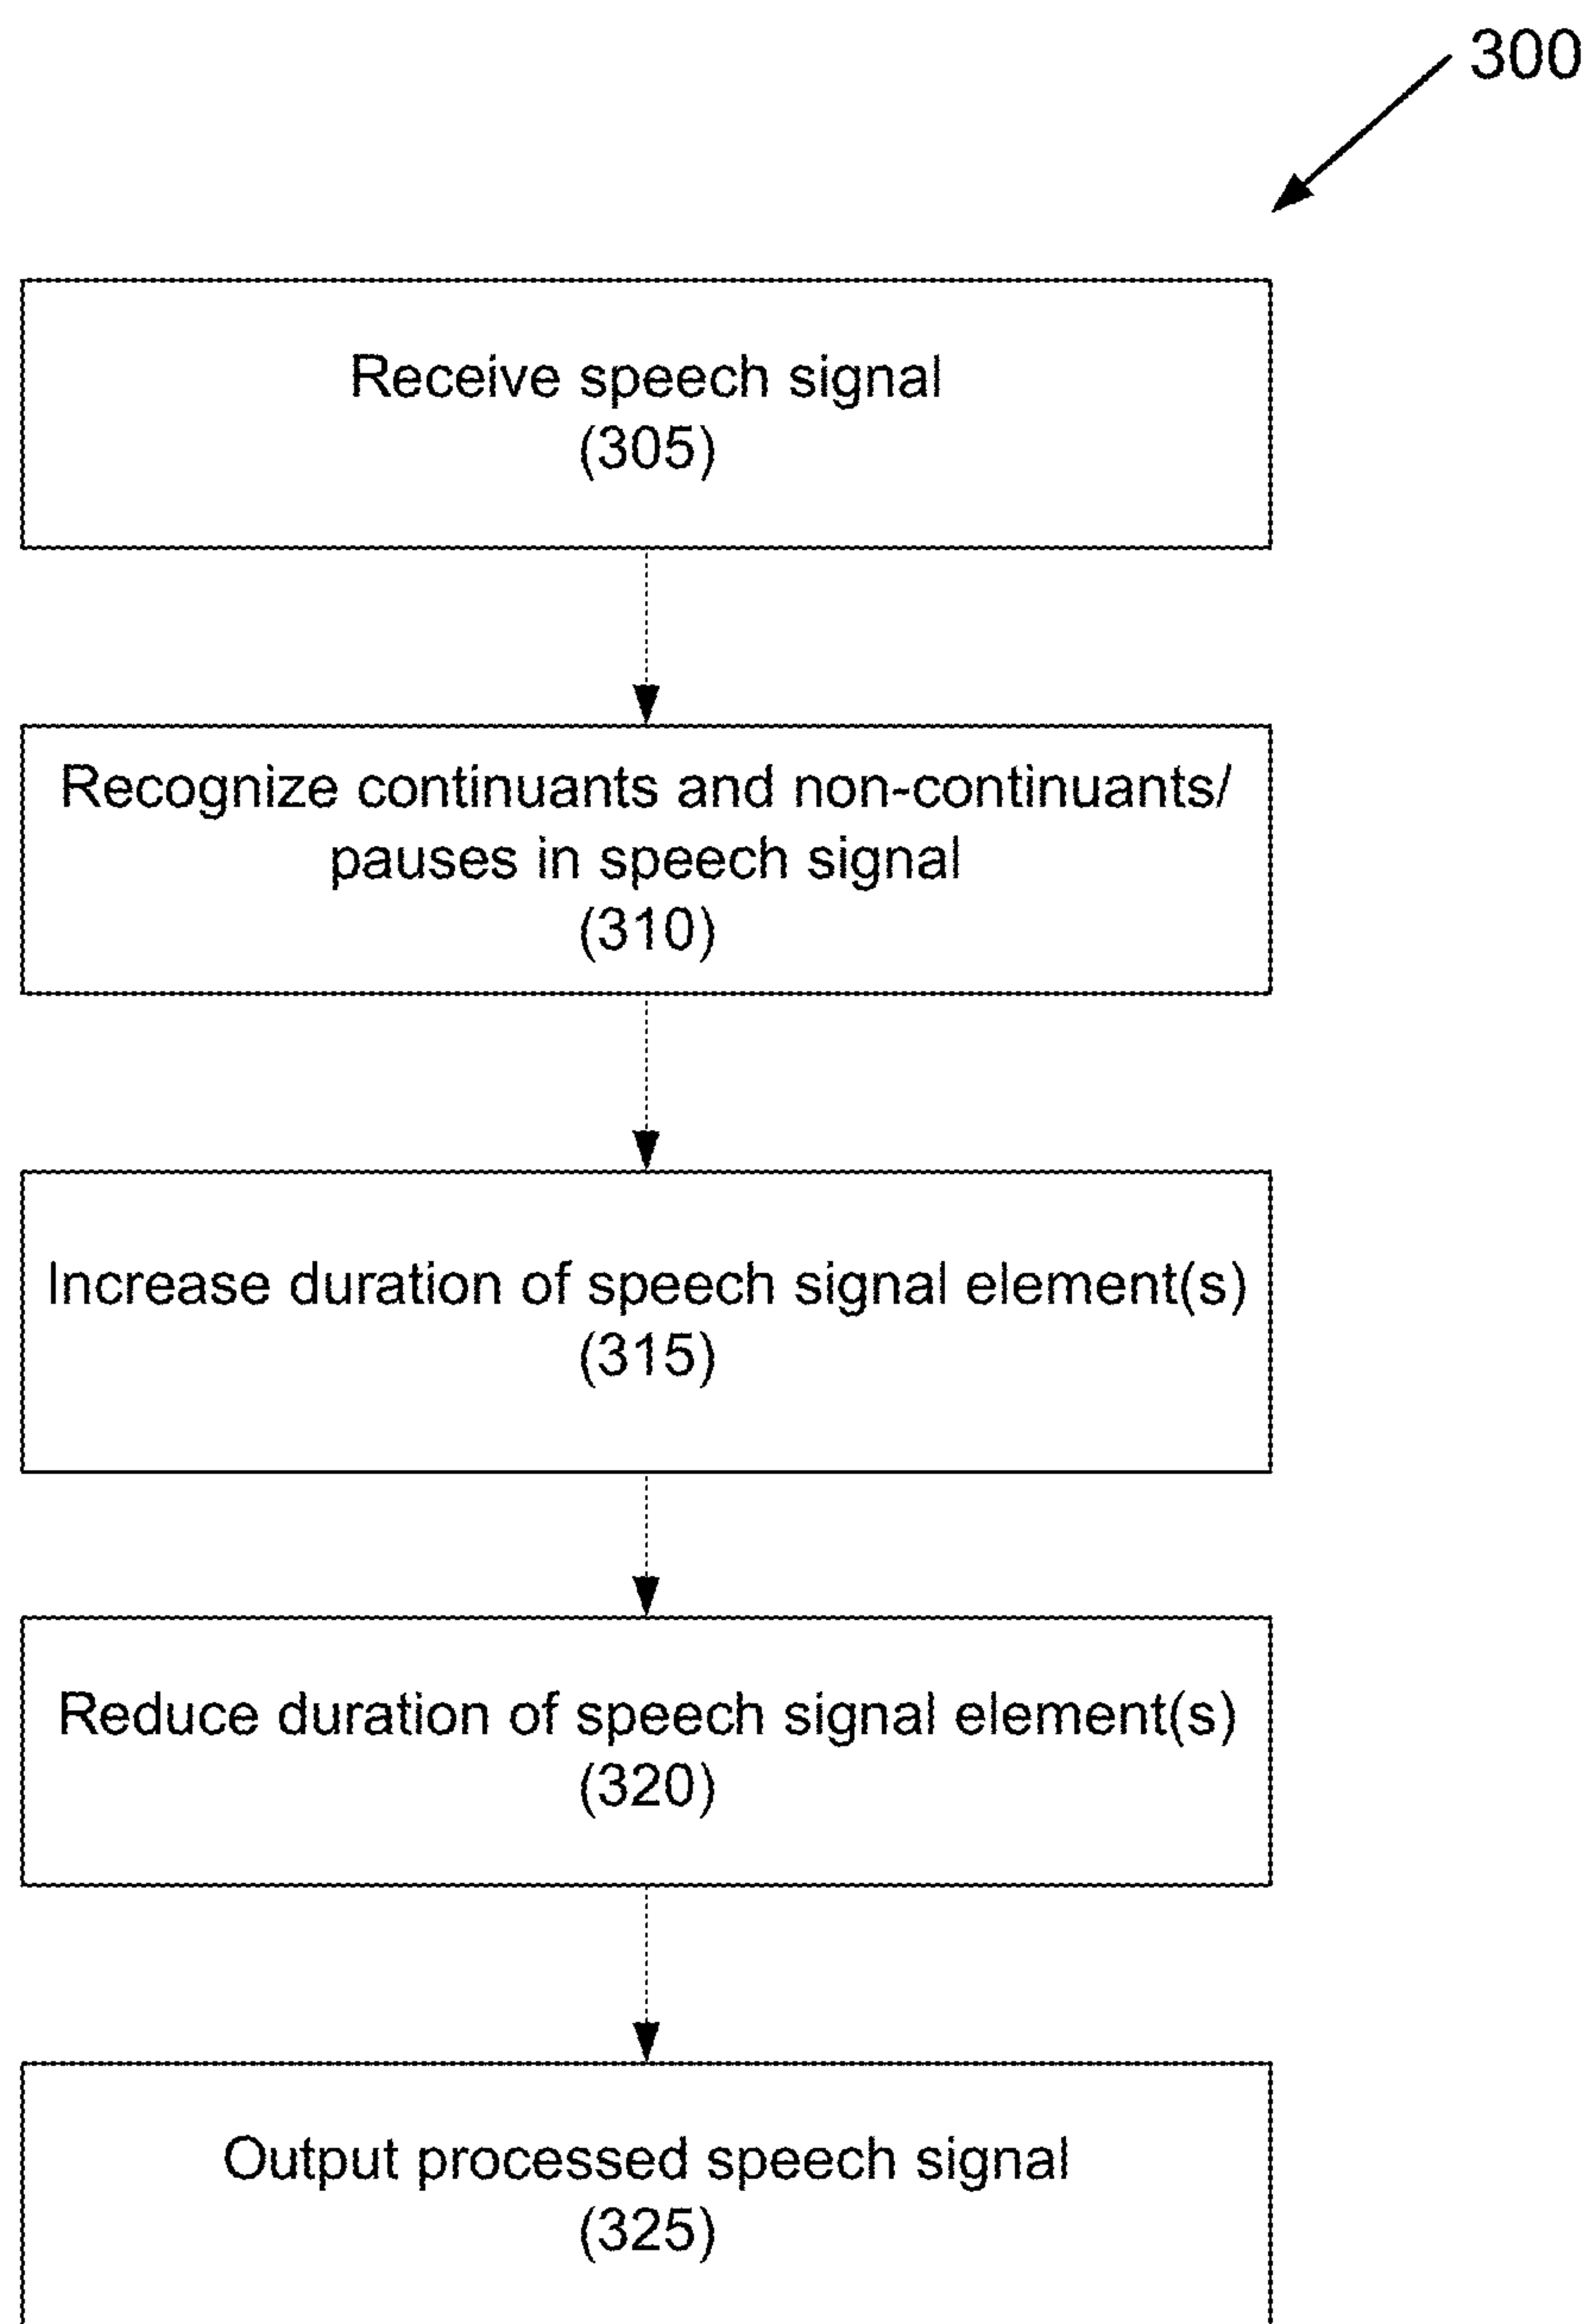 300
Receive speech signal
(305)
Recognize continuants and non-continuants/
pauses in speech signal
(310)
Increase duration of speech signal element(s)
(315)
Reduce duration of speech signal element(s)
(320)
Output processed speech signal
(325)